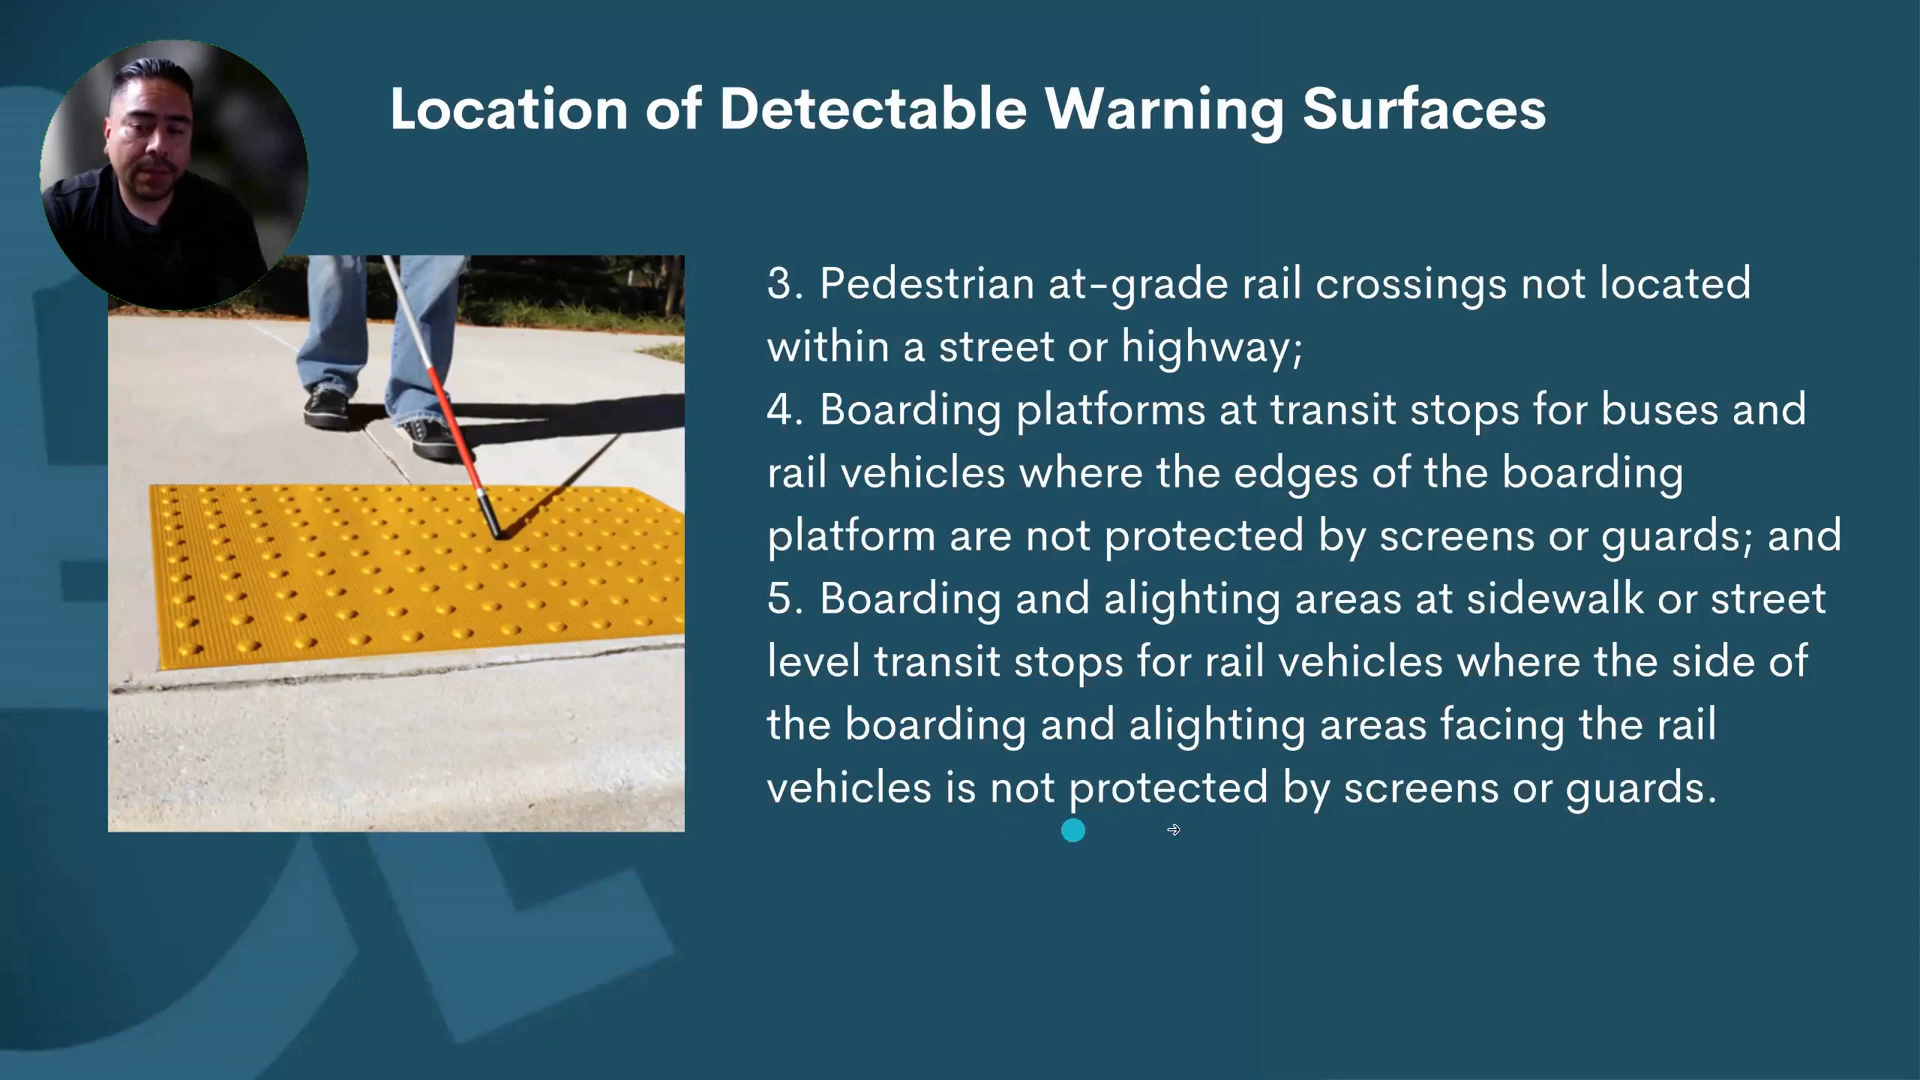 Location of Detectable Warning Surfaces
3. Pedestrian at-grade rail crossings not located
within a street or highway;
4. Boarding platforms at transit stops for buses and
rail vehicles where the edges of the boarding
platform are not protected by screens or guards; and
5. Boarding and alighting areas at sidewalk or street
level transit stops for rail vehicles where the side of
the boarding and alighting areas facing the rail
vehicles is not protected by screens or guards.